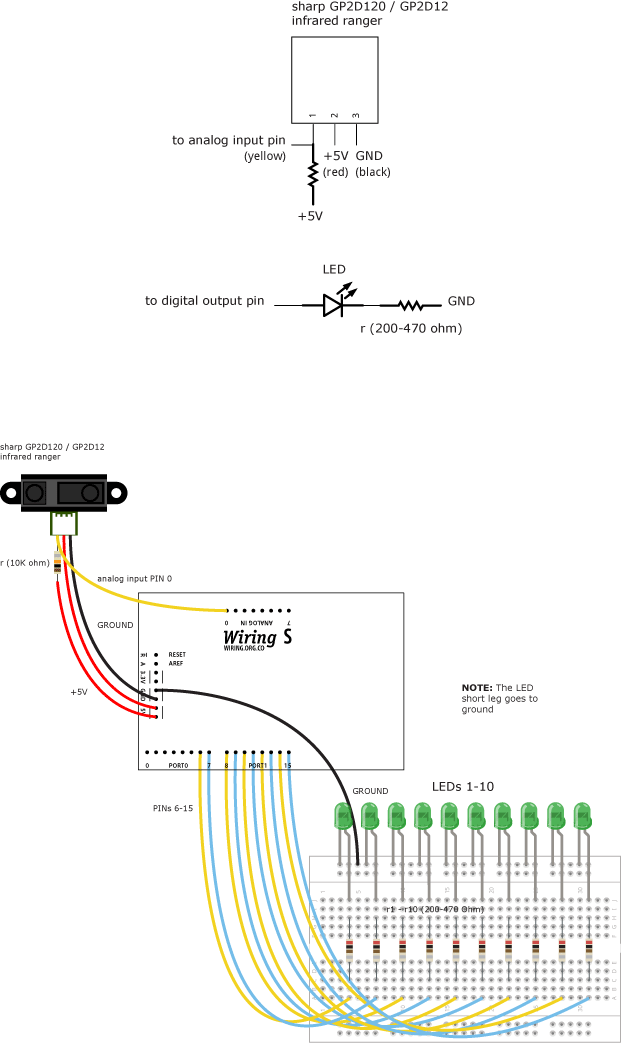 sharp GP2D120 / GP2D12
infrared ranger
1 2 3
to analog input pin
(yellow)
+5V
(red)
GND
(black)
+5V
LED
to digital output pin
GND
r (200-470 ohm)
sharp GP2D120 / GP2D12
infrared ranger
r (10K ohm)
analog input PIN 0
GROUND
+5V
0 ANALOG IN 7
Wiring S
WIRING.ORG.CO
RESET
A AREF
3.3V
GND
5V
0 PORT0 7 8 PORT1 15
NOTE: The LED
short leg goes to
ground
PINs 6-15
GROUND
LEDs 1-10
r1 - r10 (200-470 Ohm)